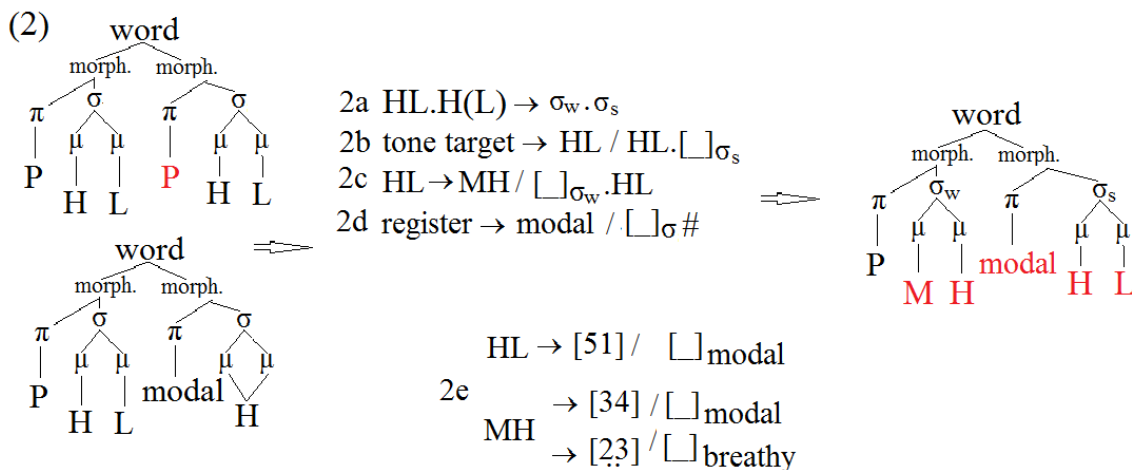 (2)
word
morph. morph.
π σ π σ
μ μ μ μ
P H L P H L
word
morph. morph.
π σ π σ
μ μ μ μ
P H L modal H
2a HL.H(L) → σw.σs
2b tone target → HL / HL.[_]σs
2c HL → MH / [_]σw.HL
2d register → modal / [_]σ #
2e
HL → [51] / [_]modal
MH → [34] / [_]modal
→ [2̤3̤] / [_]breathy
word
morph. morph.
π σw π σs
μ μ μ μ
P M H modal H L